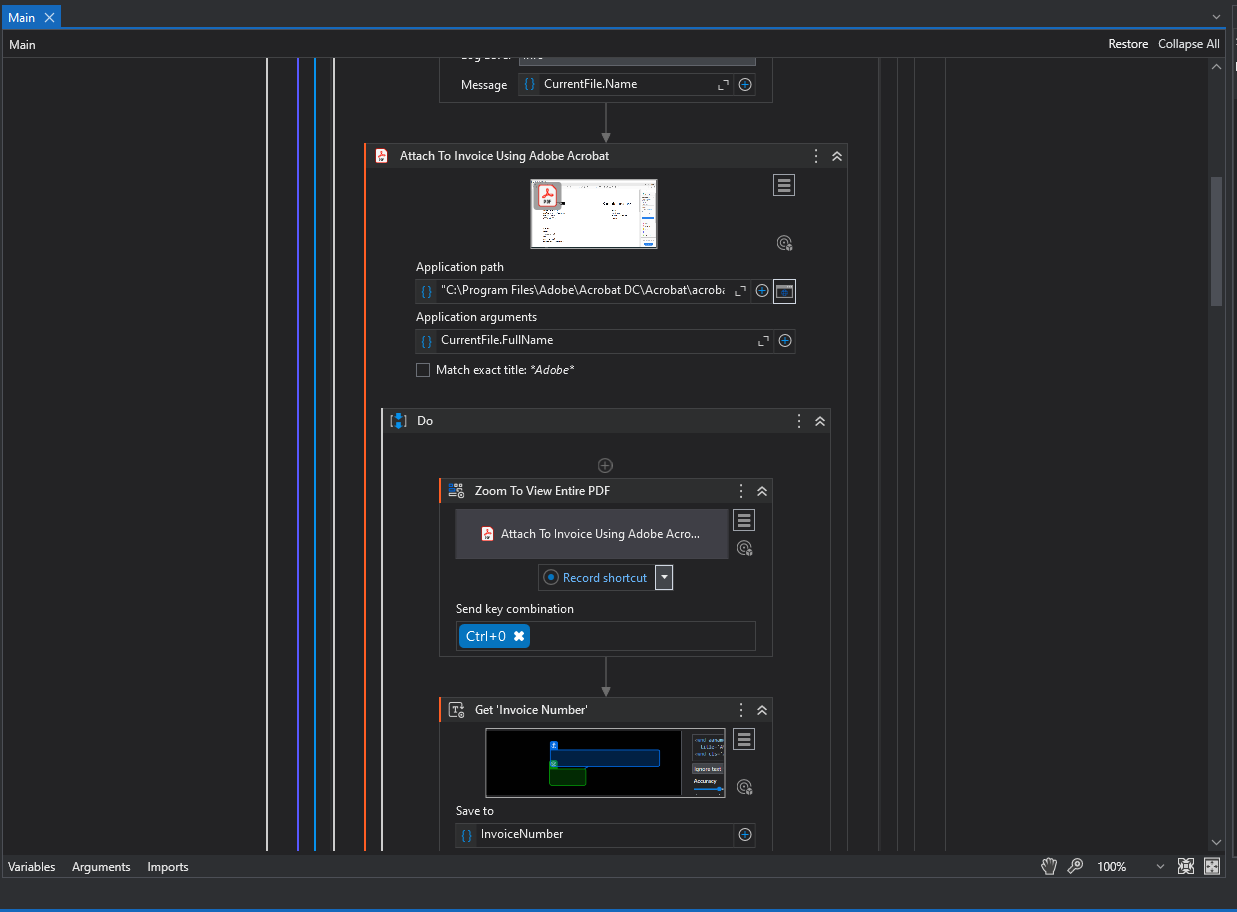 Main
Main
Restore Collapse All
Message CurrentFile.Name
Attach To Invoice Using Adobe Acrobat
Application path
"C:\Program Files\Adobe\Acrobat DC\Acrobat\acroba
Application arguments
CurrentFile.FullName
Match exact title: *Adobe*
Do
Zoom To View Entire PDF
Attach To Invoice Using Adobe Acro...
Record shortcut
Send key combination
Ctrl+0
Get 'Invoice Number'
Ignore text
Accuracy
Save to
InvoiceNumber
Variables Arguments Imports 100%